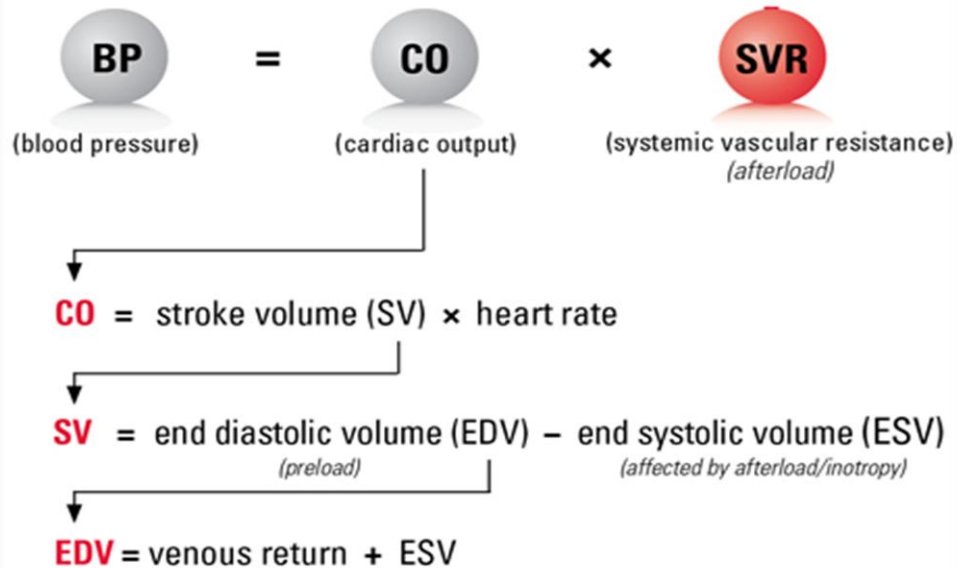 BP = CO × SVR
(blood pressure) (cardiac output) (systemic vascular resistance)
(afterload)
CO = stroke volume (SV) × heart rate
SV = end diastolic volume (EDV) – end systolic volume (ESV)
(preload) (affected by afterload/inotropy)
EDV = venous return + ESV